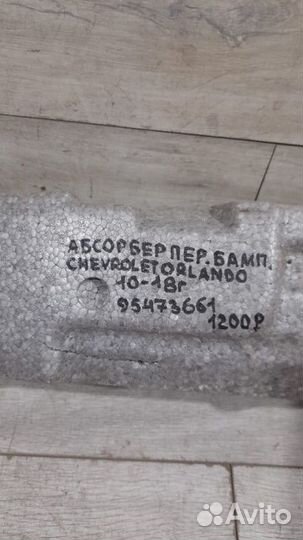 АБСОРБЕР ПЕР. БАМП.
CHEVROLET ORLANDO
10-18г
95473661
1200₽
Avito